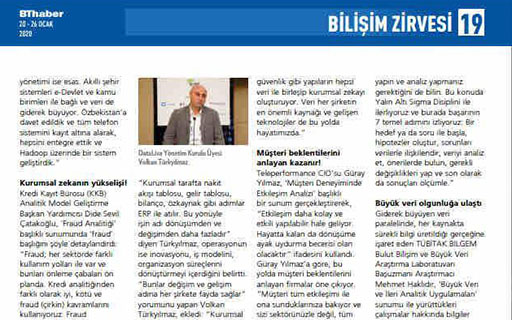 BThaber
20 - 26 OCAK
2020
BİLİŞİM ZİRVESİ 19
yönetimi ise esas. Akıllı şehir
sistemleri e-Devlet ve kamu
birimleri ile bağlı ve veri de
giderek büyüyor. Özbekistan'a
davet edildik ve tüm telefon
sistemini kayıt altına alarak,
hepsini entegre ettik ve
Hadoop üzerinde bir sistem
geliştirdik."
Kurumsal zekanın yükselişi!
Kredi Kayıt Bürosu (KKB)
Analitik Model Geliştirme
Başkan Yardımcısı Dide Sevil
Çatakoğlu, 'Fraud Analitiği'
başlıklı sunumunda 'fraud'
başlığını şöyle detaylandırdı:
"Fraud; her sektörde farklı
kullanım yolları ile var ve
bunları önleme çabaları ön
planda. Kredi analitiğinden
farklı olarak iyi, kötü ve
fraud (çirkin) kavramlarını
kullanıyoruz. Fraud
DataLive Yönetim Kurulu Üyesi
Volkan Türkyılmaz
"Kurumsal tarafta nakit
akışı tablosu, gelir tablosu,
bilanço, özkaynak gibi adımlar
ERP ile atılır. Bu yönüyle
işin adı dönüşümden ve
değişimden daha fazladır"
diyen Türkyılmaz, operasyonun
ise inovasyonu, iş modelini,
organizasyon süreçlerini
dönüştürmeyi içerdiğini belirtti.
"Bunlar değişim ve gelişim
adına her şirkete fayda sağlar"
yorumunu yapan Volkan
Türkyılmaz, ekledi: "Kurumsal
güvenlik gibi yapıların hepsi
veri ile birleşip kurumsal zekayı
oluşturuyor. Veri her şirketin
en önemli kaynağı ve gelişen
teknolojiler de bu yolda
hayatımızda."
Müşteri beklentilerini
anlayan kazanır!
Teleperformance CIO'su Güray
Yılmaz, 'Müşteri Deneyiminde
Etkileşim Analizi' başlıklı
bir sunum gerçekleştirerek,
"Etkileşim daha kolay ve
etkili yapılabilir hale geliyor.
Hayatta kalan da dönüşüme
ayak uydurma becerisi olan
olacaktır" ifadesini kullandı.
Güray Yılmaz'a göre, bu
yolda müşteri beklentilerini
anlayan firmalar öne çıkıyor.
"Müşteri tüm etkileşimi ile
ona sunduklarınıza bakıyor ve
sizi sektörünüzle değil, tüm
yapın ve analiz yapmanız
gerektiğini de bilin. Bu konuda
Yalın Altı Sigma Disiplini ile
ilerliyoruz ve burada başarının
7 temel adımını izliyoruz: Bir
hedef ya da soru ile başla,
hipotezler oluştur, sorunları
verilerle ilişkilendir, veriyi analiz
et, önerilerde bulun, gerekli
değişiklikleri yap ve son olarak
da sonuçları ölçümle."
Büyük veri olgunluğa ulaştı
Giderek büyüyen veri
paralelinde, her kaynakta
sürekli bilgi üretildiği gerçeğine
işaret eden TÜBİTAK BİLGEM
Bulut Bilişim ve Büyük Veri
Araştırma Laboratuvarı
Başuzmanı Araştırmacı
Mehmet Haklıdır, 'Büyük Veri
ve İleri Analitik Uygulamaları'
sunumu ile yürüttükleri
çalışmalar hakkında bilgiler